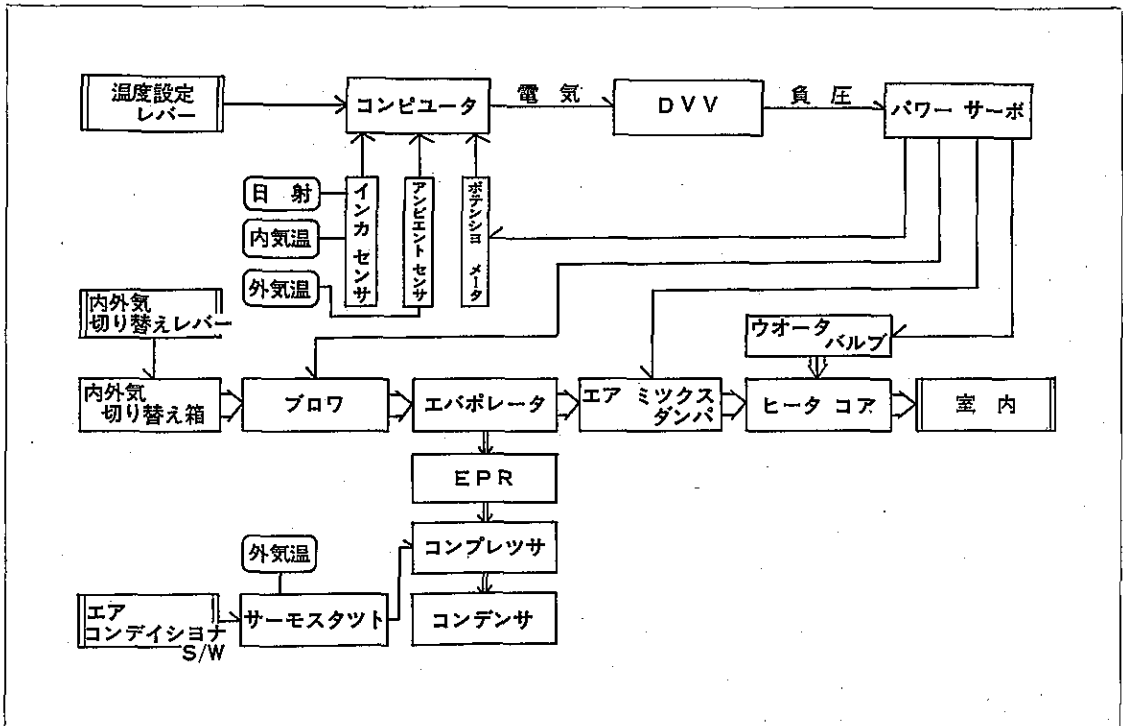 温度設定
レバー
コンピユータ
電気
DVV
負圧
パワー サーボ
日射
内気温
外気温
インカ センサ
アンビエント センサ
ポテンシヨ メータ
内外気
切り替えレバー
ウオータ
バルブ
内外気
切り替え箱
ブロワ
エバポレータ
エア ミツクス
ダンパ
ヒータ コア
室内
EPR
外気温
コンプレツサ
エア
コンデイシヨナ
S/W
サーモスタツト
コンデンサ